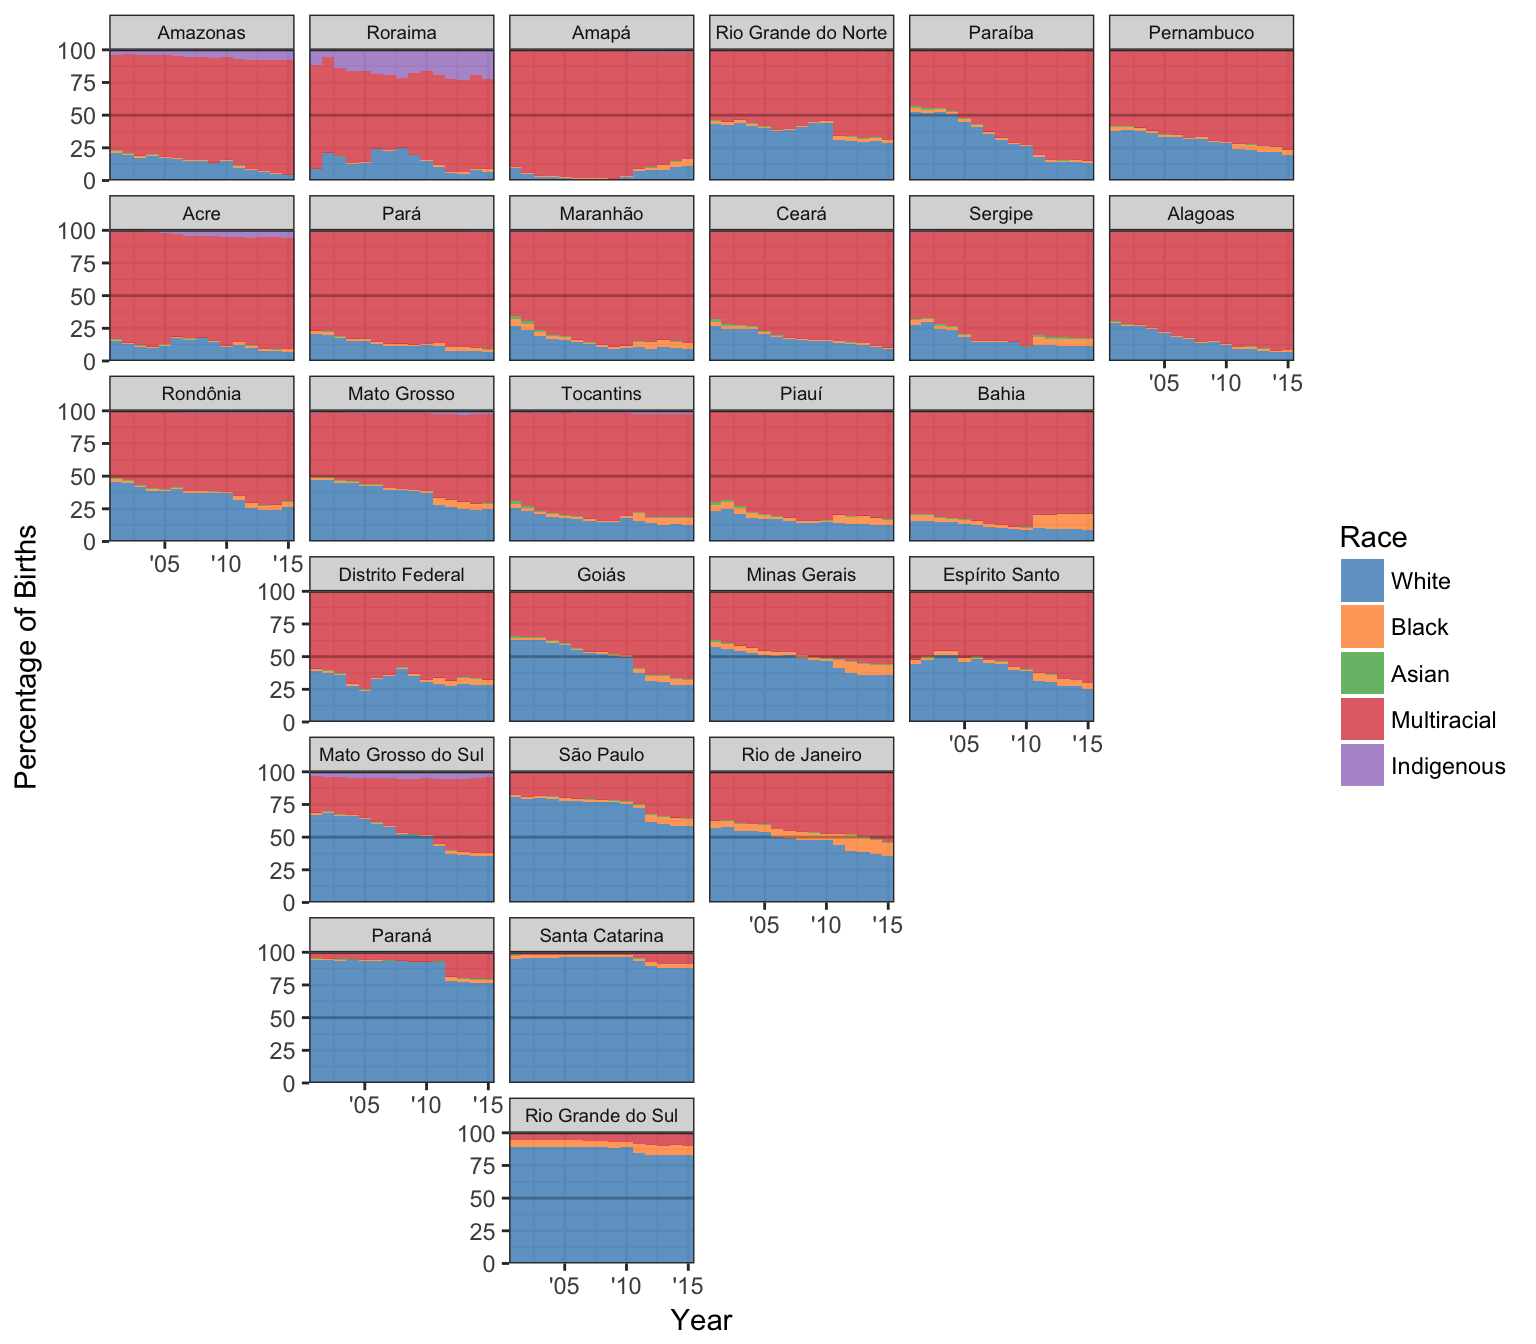 Amazonas Roraima Amapá Rio Grande do Norte Paraíba Pernambuco
100
75
50
25
0
Acre Pará Maranhão Ceará Sergipe Alagoas
100
75
50
25
0
'05 '10 '15
Rondônia Mato Grosso Tocantins Piauí Bahia
100
75
50
25
0
'05 '10 '15
Distrito Federal Goiás Minas Gerais Espírito Santo
100
75
50
25
0
'05 '10 '15
Mato Grosso do Sul São Paulo Rio de Janeiro
100
75
50
25
0
'05 '10 '15
Paraná Santa Catarina
100
75
50
25
0
'05 '10 '15
Rio Grande do Sul
100
75
50
25
0
'05 '10 '15
Year
Percentage of Births
Race
White
Black
Asian
Multiracial
Indigenous